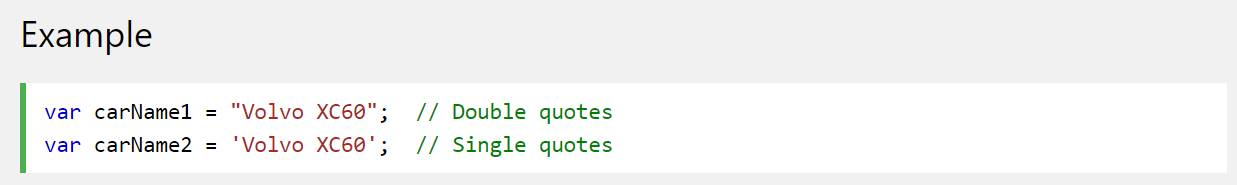 Example
var carName1 = "Volvo XC60";  // Double quotes
var carName2 = 'Volvo XC60';  // Single quotes